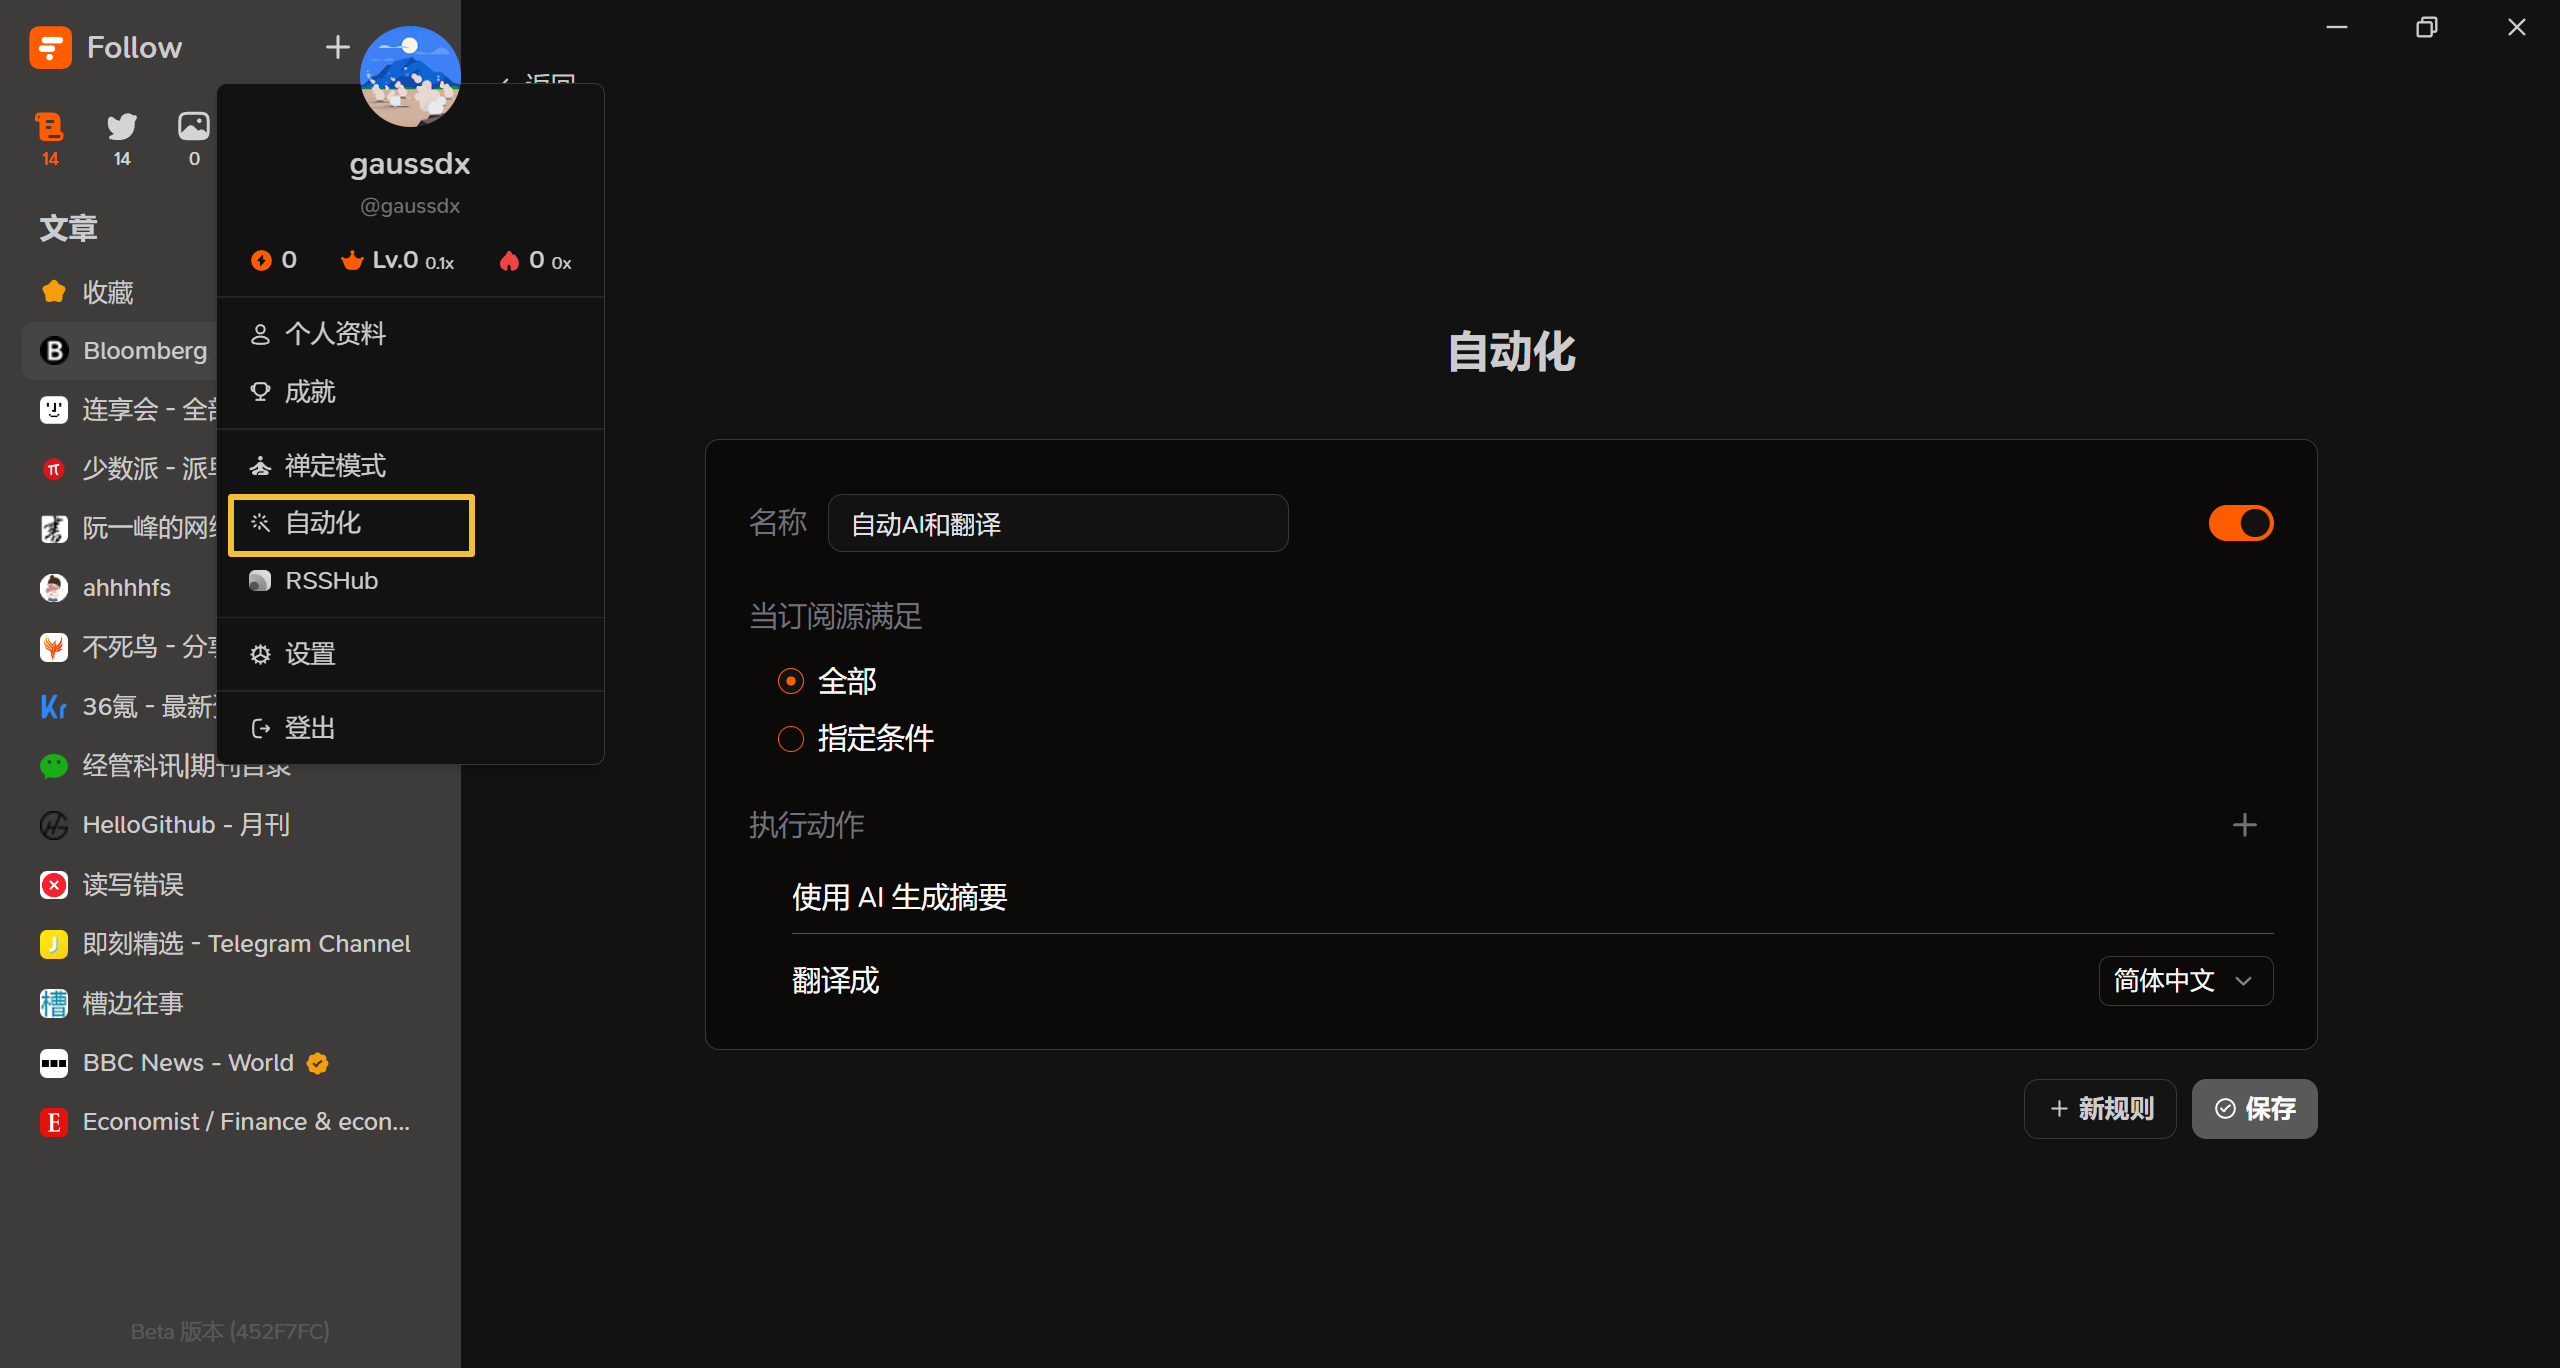 Follow
14
14
0
文章
收藏
Bloomberg
连享会 - 全
少数派 - 派
阮一峰的网
ahhhhfs
不死鸟 - 分
36氪 - 最新
经管科讯|期刊目录
HelloGithub - 月刊
读写错误
即刻精选 - Telegram Channel
槽边往事
BBC News - World
Economist / Finance & econ...
Beta 版本 (452F7FC)
gaussdx
@gaussdx
0
Lv.0 0.1x
0 0x
个人资料
成就
禅定模式
自动化
RSSHub
设置
登出
返回
自动化
名称
自动AI和翻译
当订阅源满足
全部
指定条件
执行动作
使用 AI 生成摘要
翻译成
简体中文
新规则
保存